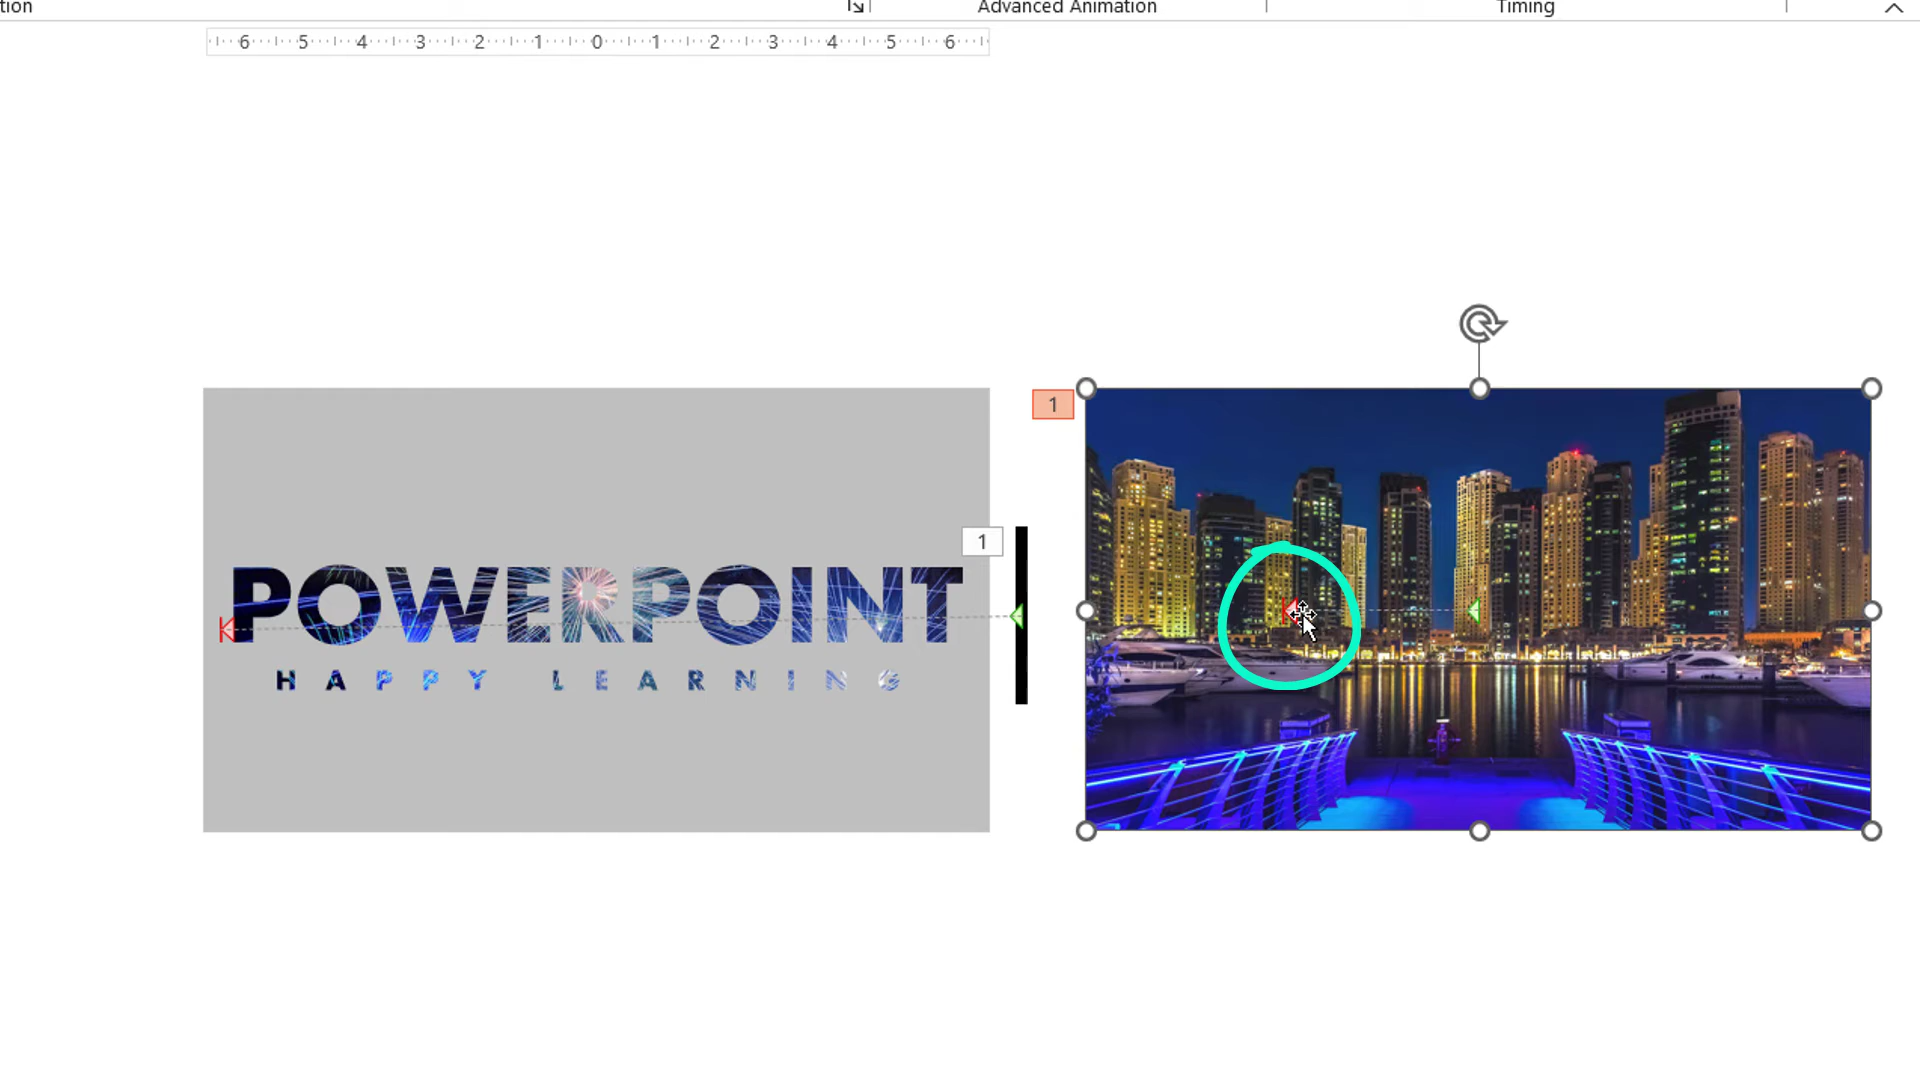 tion
Advanced Animation
Timing
6 5 4 3 2 1 0 1 2 3 4 5 6
1
1
POWERPOINT
HAPPY LEARNING